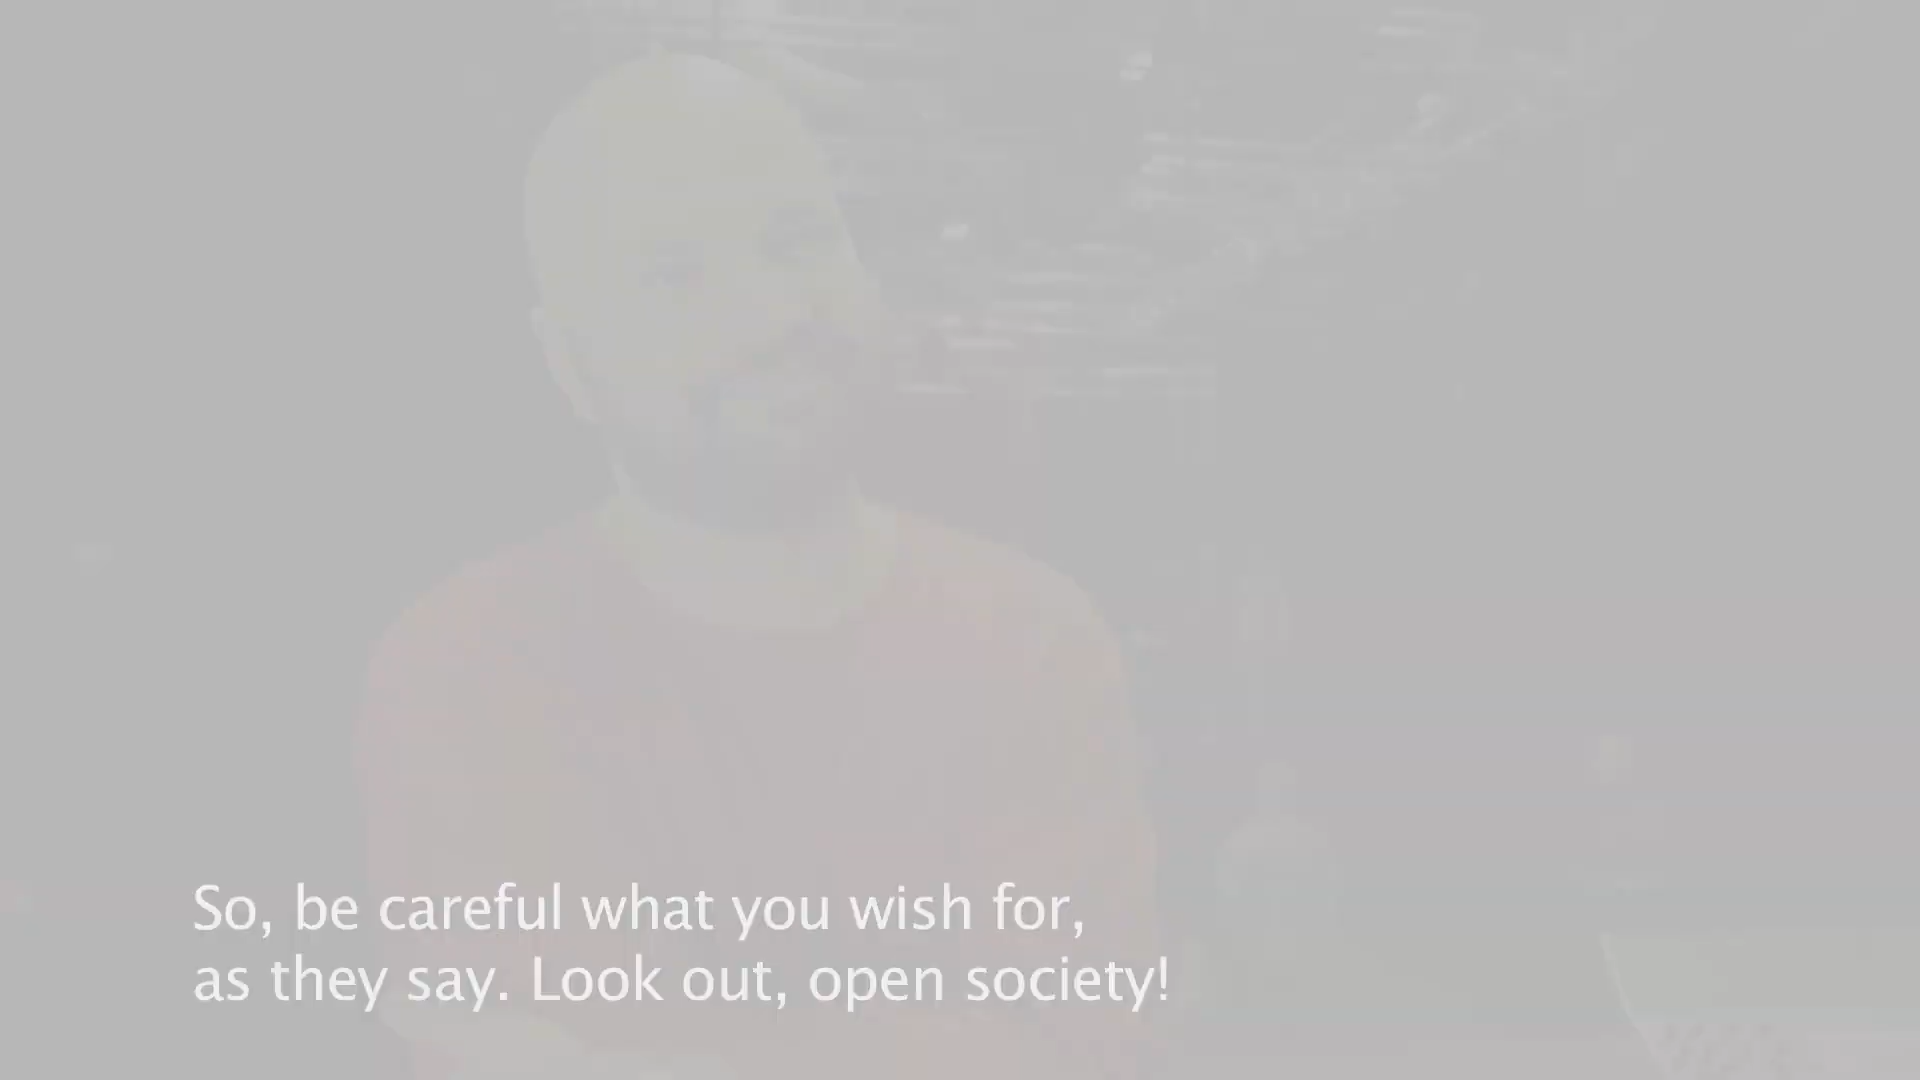 So, be careful what you wish for,
as they say. Look out, open society!